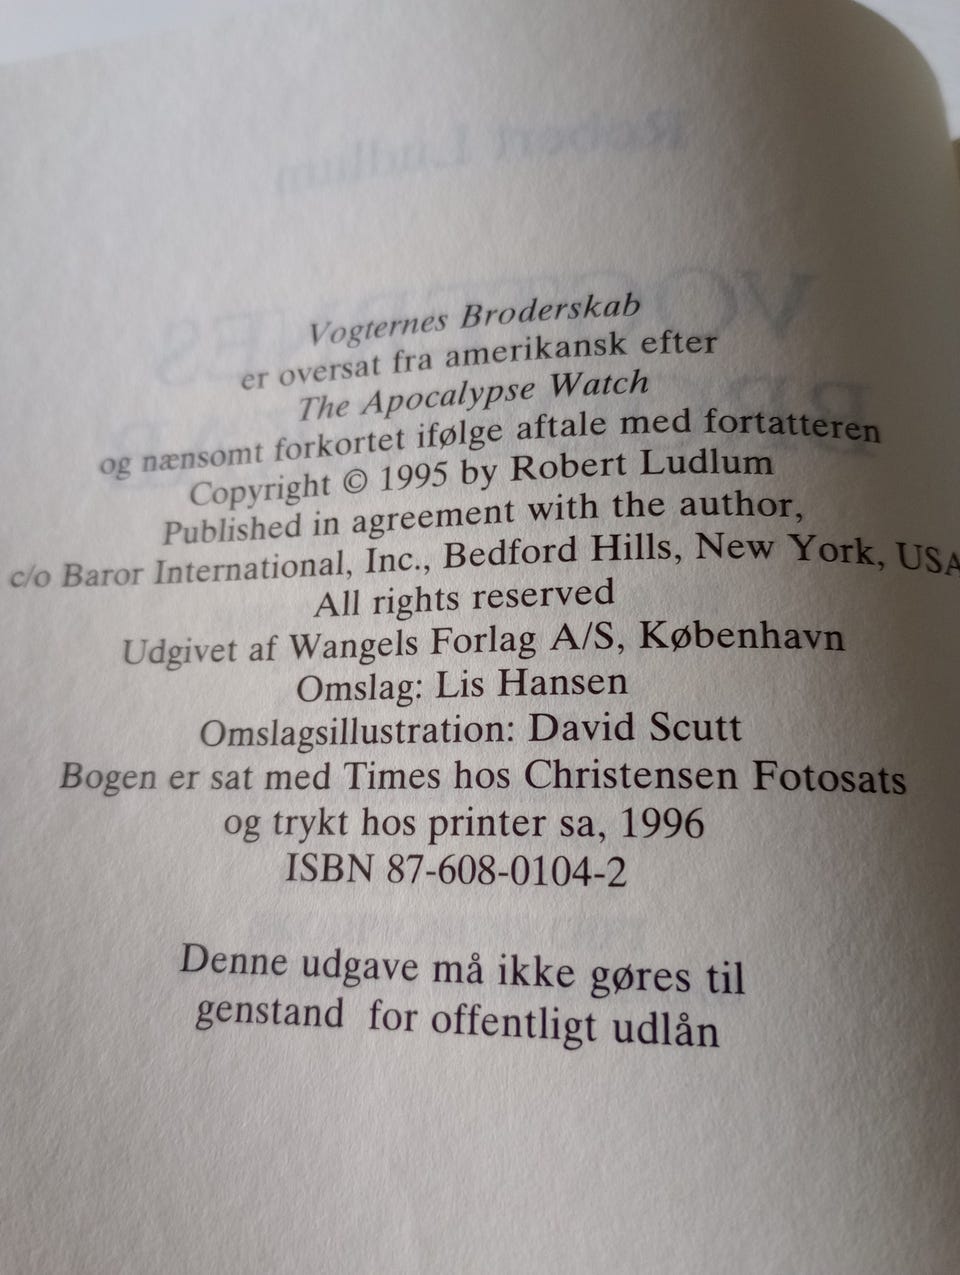 Vogternes Broderskab
er oversat fra amerikansk efter
The Apocalypse Watch
og nænsomt forkortet ifølge aftale med fortatteren
Copyright © 1995 by Robert Ludlum
Published in agreement with the author,
c/o Baror International, Inc., Bedford Hills, New York, USA
All rights reserved
Udgivet af Wangels Forlag A/S, København
Omslag: Lis Hansen
Omslagsillustration: David Scutt
Bogen er sat med Times hos Christensen Fotosats
og trykt hos printer sa, 1996
ISBN 87-608-0104-2
Denne udgave må ikke gøres til
genstand for offentligt udlån